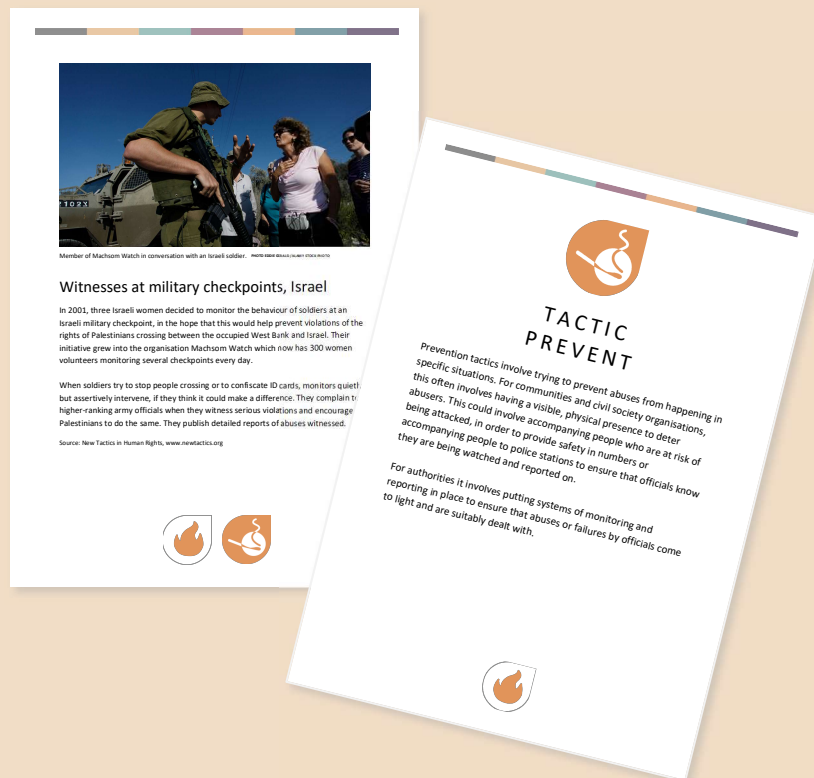 71023
Member of Machsom Watch in conversation with an Israeli soldier. PHOTO EDDIE GERALD/ALAMY STOCK PHOTO
Witnesses at military checkpoints, Israel
In 2001, three Israeli women decided to monitor the behaviour of soldiers at an
Israeli military checkpoint, in the hope that this would help prevent violations of the
rights of Palestinians crossing between the occupied West Bank and Israel. Their
initiative grew into the organisation Machsom Watch which now has 300 women
volunteers monitoring several checkpoints every day.
When soldiers try to stop people crossing or to confiscate ID cards, monitors quietl
but assertively intervene, if they think it could make a difference. They complain to
higher-ranking army officials when they witness serious violations and encourage
Palestinians to do the same. They publish detailed reports of abuses witnessed.
Source: New Tactics in Human Rights, www.newtactics.org
TACTIC
PREVENT
Prevention tactics involve trying to prevent abuses from happening in
specific situations. For communities and civil society organisations,
this often involves having a visible, physical presence to deter
abusers. This could involve accompanying people who are at risk of
being attacked, in order to provide safety in numbers or
accompanying people to police stations to ensure that officials know
they are being watched and reported on.
For authorities it involves putting systems of monitoring and
reporting in place to ensure that abuses or failures by officials come
to light and are suitably dealt with.